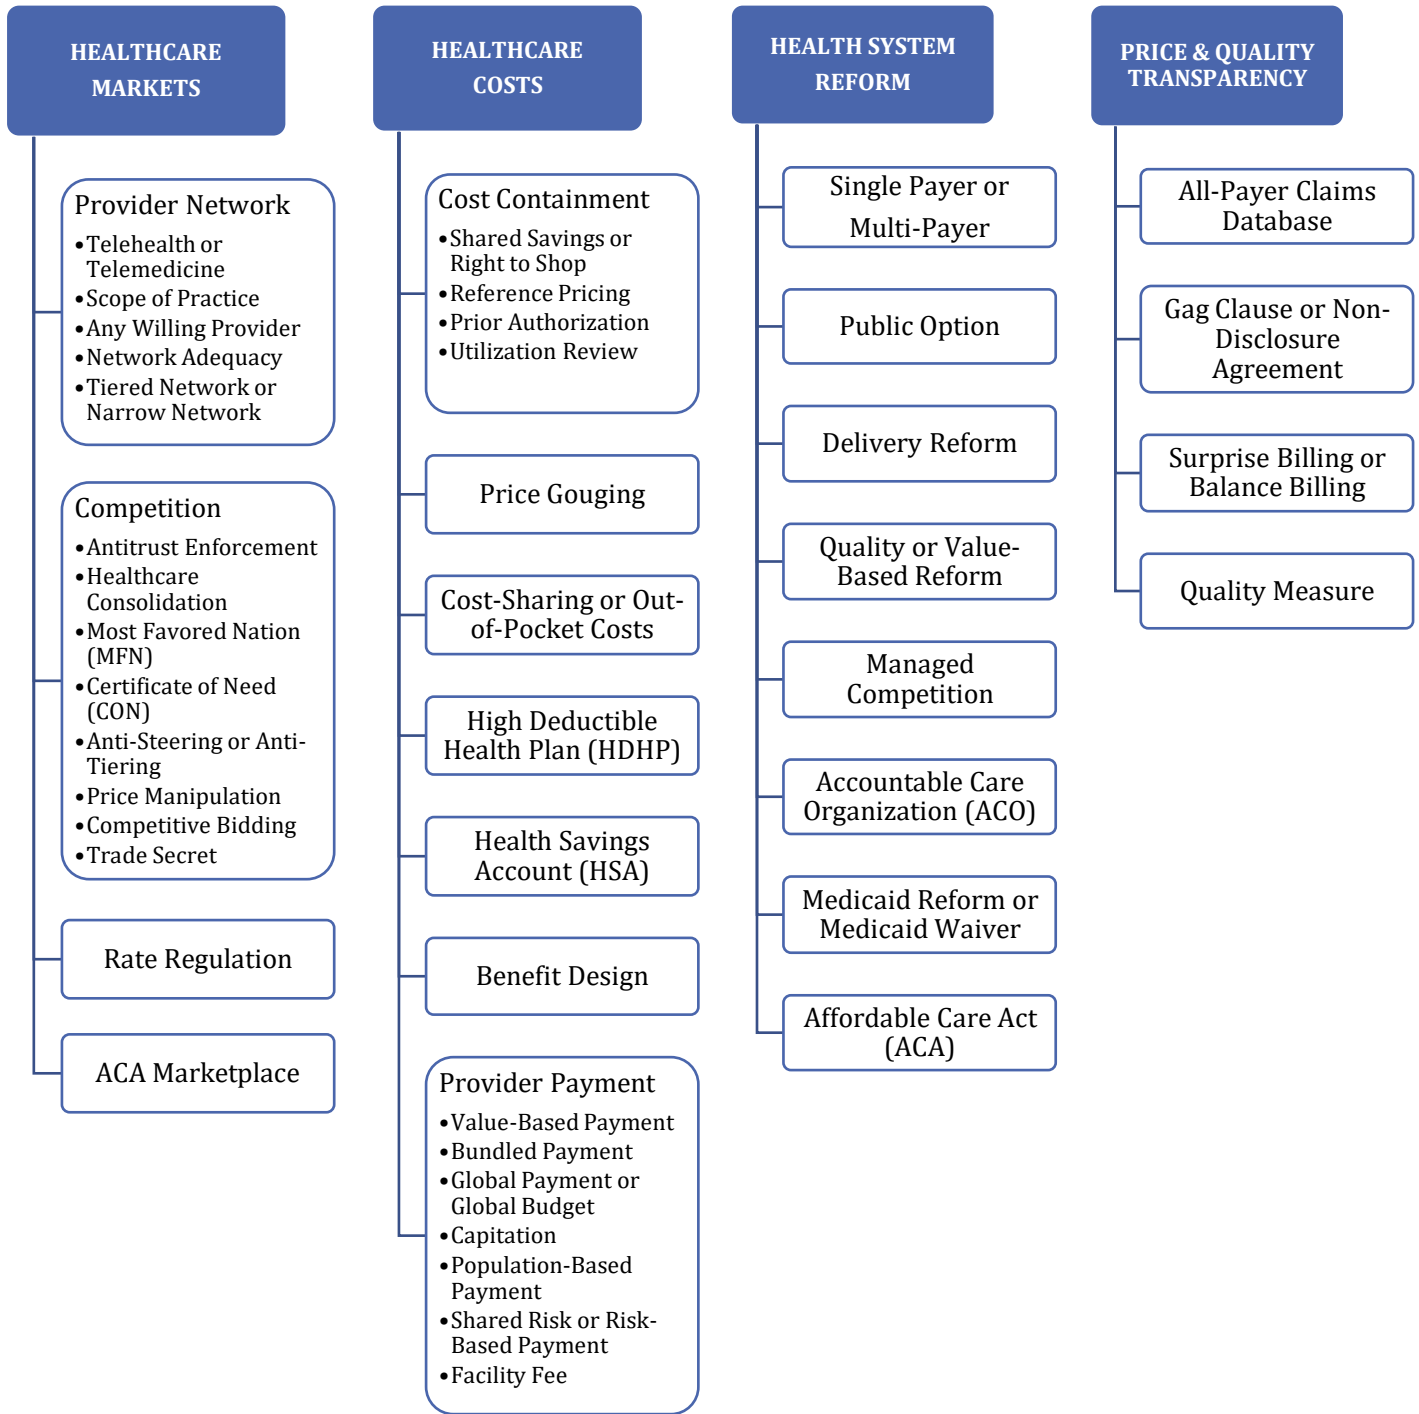 HEALTHCARE
MARKETS
Provider Network
•Telehealth or
Telemedicine
•Scope of Practice
•Any Willing Provider
•Network Adequacy
•Tiered Network or
Narrow Network
Competition
•Antitrust Enforcement
•Healthcare
Consolidation
•Most Favored Nation
(MFN)
•Certificate of Need
(CON)
•Anti-Steering or Anti-
Tiering
•Price Manipulation
•Competitive Bidding
•Trade Secret
Rate Regulation
ACA Marketplace
HEALTHCARE
COSTS
Cost Containment
•Shared Savings or
Right to Shop
•Reference Pricing
•Prior Authorization
•Utilization Review
Price Gouging
Cost-Sharing or Out-
of-Pocket Costs
High Deductible
Health Plan (HDHP)
Health Savings
Account (HSA)
Benefit Design
Provider Payment
•Value-Based Payment
•Bundled Payment
•Global Payment or
Global Budget
•Capitation
•Population-Based
Payment
•Shared Risk or Risk-
Based Payment
•Facility Fee
HEALTH SYSTEM
REFORM
Single Payer or
Multi-Payer
Public Option
Delivery Reform
Quality or Value-
Based Reform
Managed
Competition
Accountable Care
Organization (ACO)
Medicaid Reform or
Medicaid Waiver
Affordable Care Act
(ACA)
PRICE & QUALITY
TRANSPARENCY
All-Payer Claims
Database
Gag Clause or Non-
Disclosure
Agreement
Surprise Billing or
Balance Billing
Quality Measure